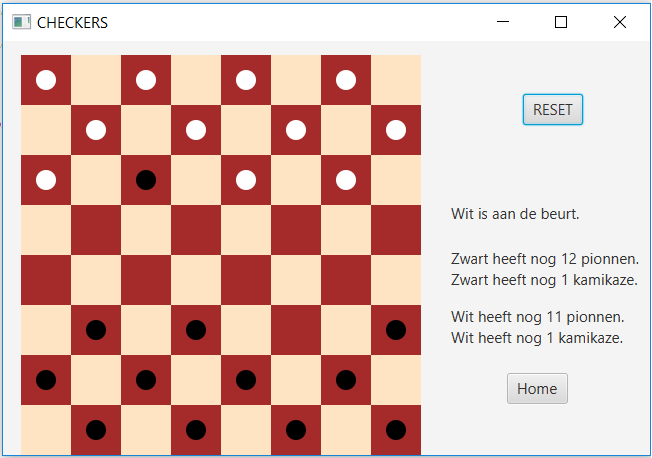 CHECKERS
RESET
Wit is aan de beurt.
Zwart heeft nog 12 pionnen.
Zwart heeft nog 1 kamikaze.
Wit heeft nog 11 pionnen.
Wit heeft nog 1 kamikaze.
Home